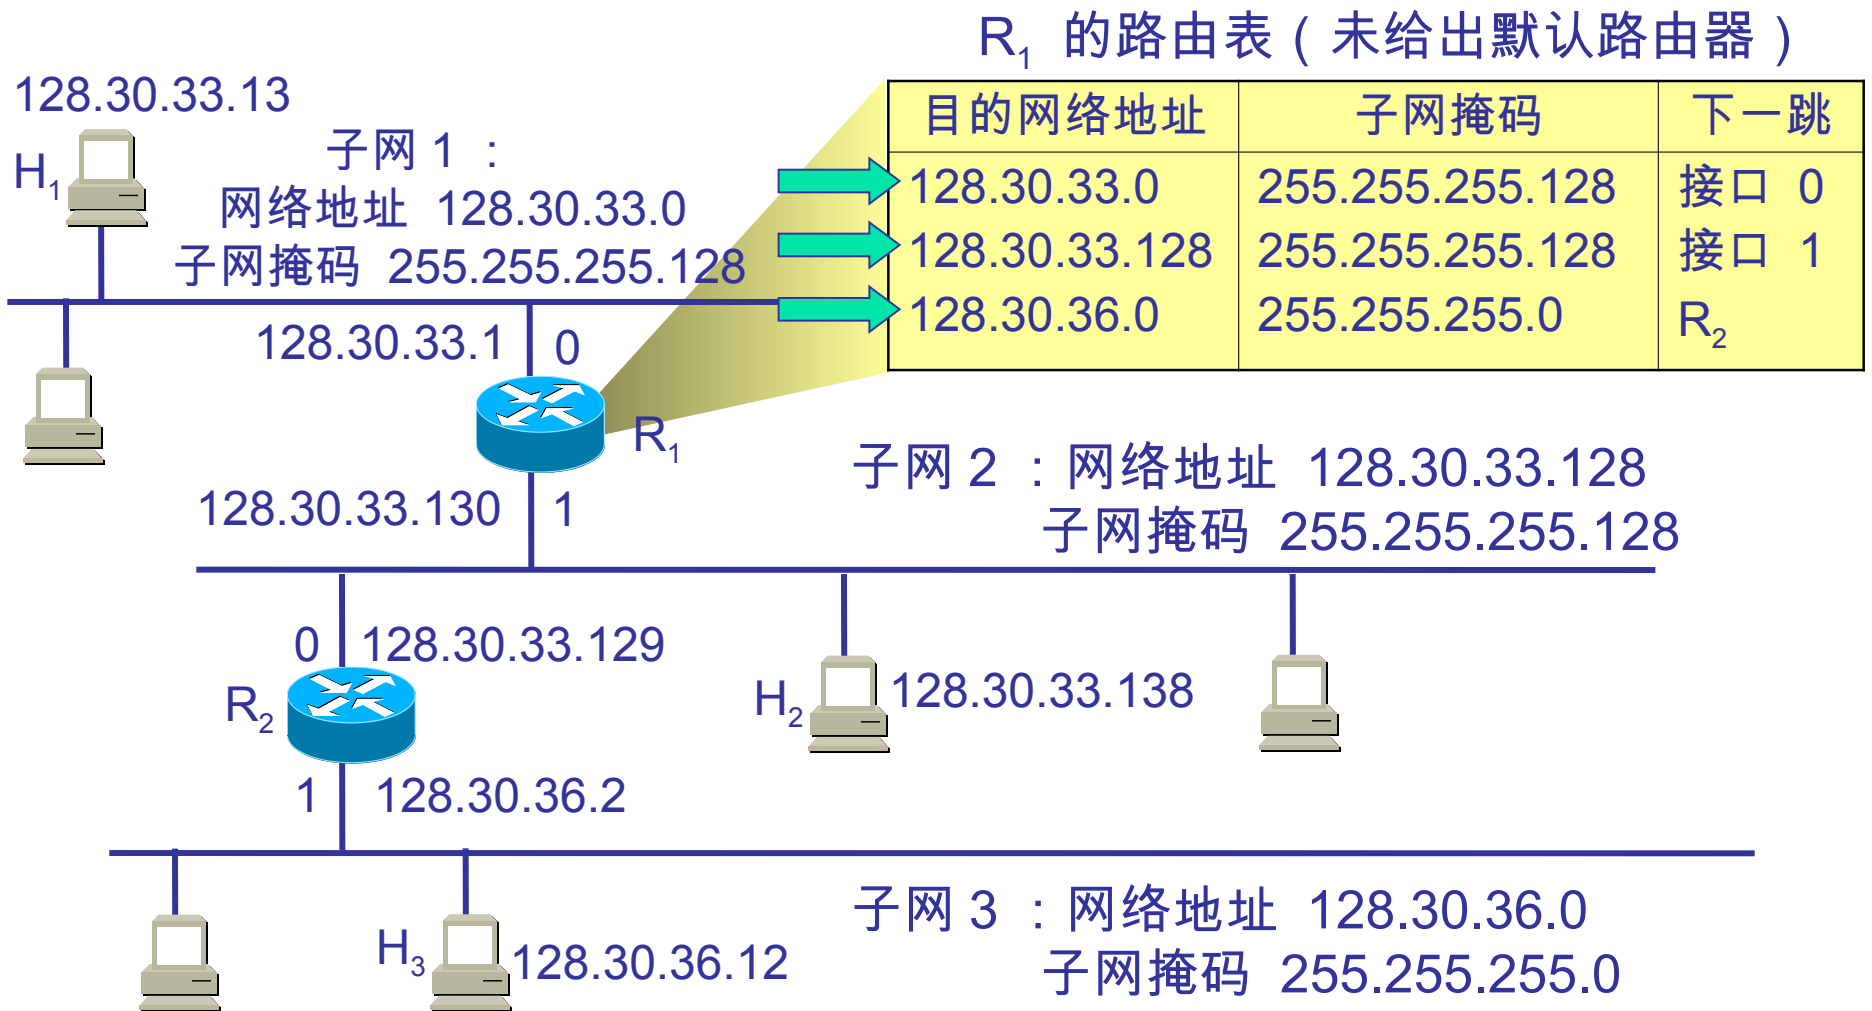 R₁ 的路由表（未给出默认路由器）
目的网络地址 子网掩码 下一跳
128.30.33.0 255.255.255.128 接口 0
128.30.33.128 255.255.255.128 接口 1
128.30.36.0 255.255.255.0 R₂
128.30.33.13
H₁
子网 1 ：
网络地址 128.30.33.0
子网掩码 255.255.255.128
128.30.33.1 0
R₁
128.30.33.130 1
子网 2 ：网络地址 128.30.33.128
子网掩码 255.255.255.128
0 128.30.33.129
R₂
H₂ 128.30.33.138
1 128.30.36.2
子网 3 ：网络地址 128.30.36.0
子网掩码 255.255.255.0
H₃ 128.30.36.12